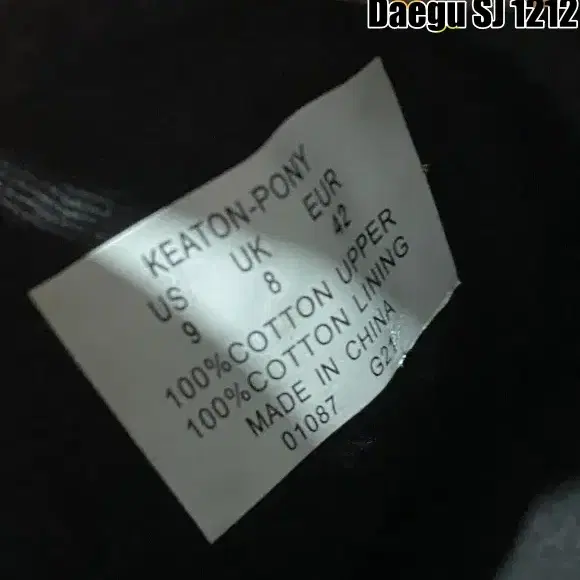 Daegu SJ 1212
KEATON-PONY
US UK EUR
9 8 42
100%COTTON UPPER
100%COTTON LINING
MADE IN CHINA
01087 G21